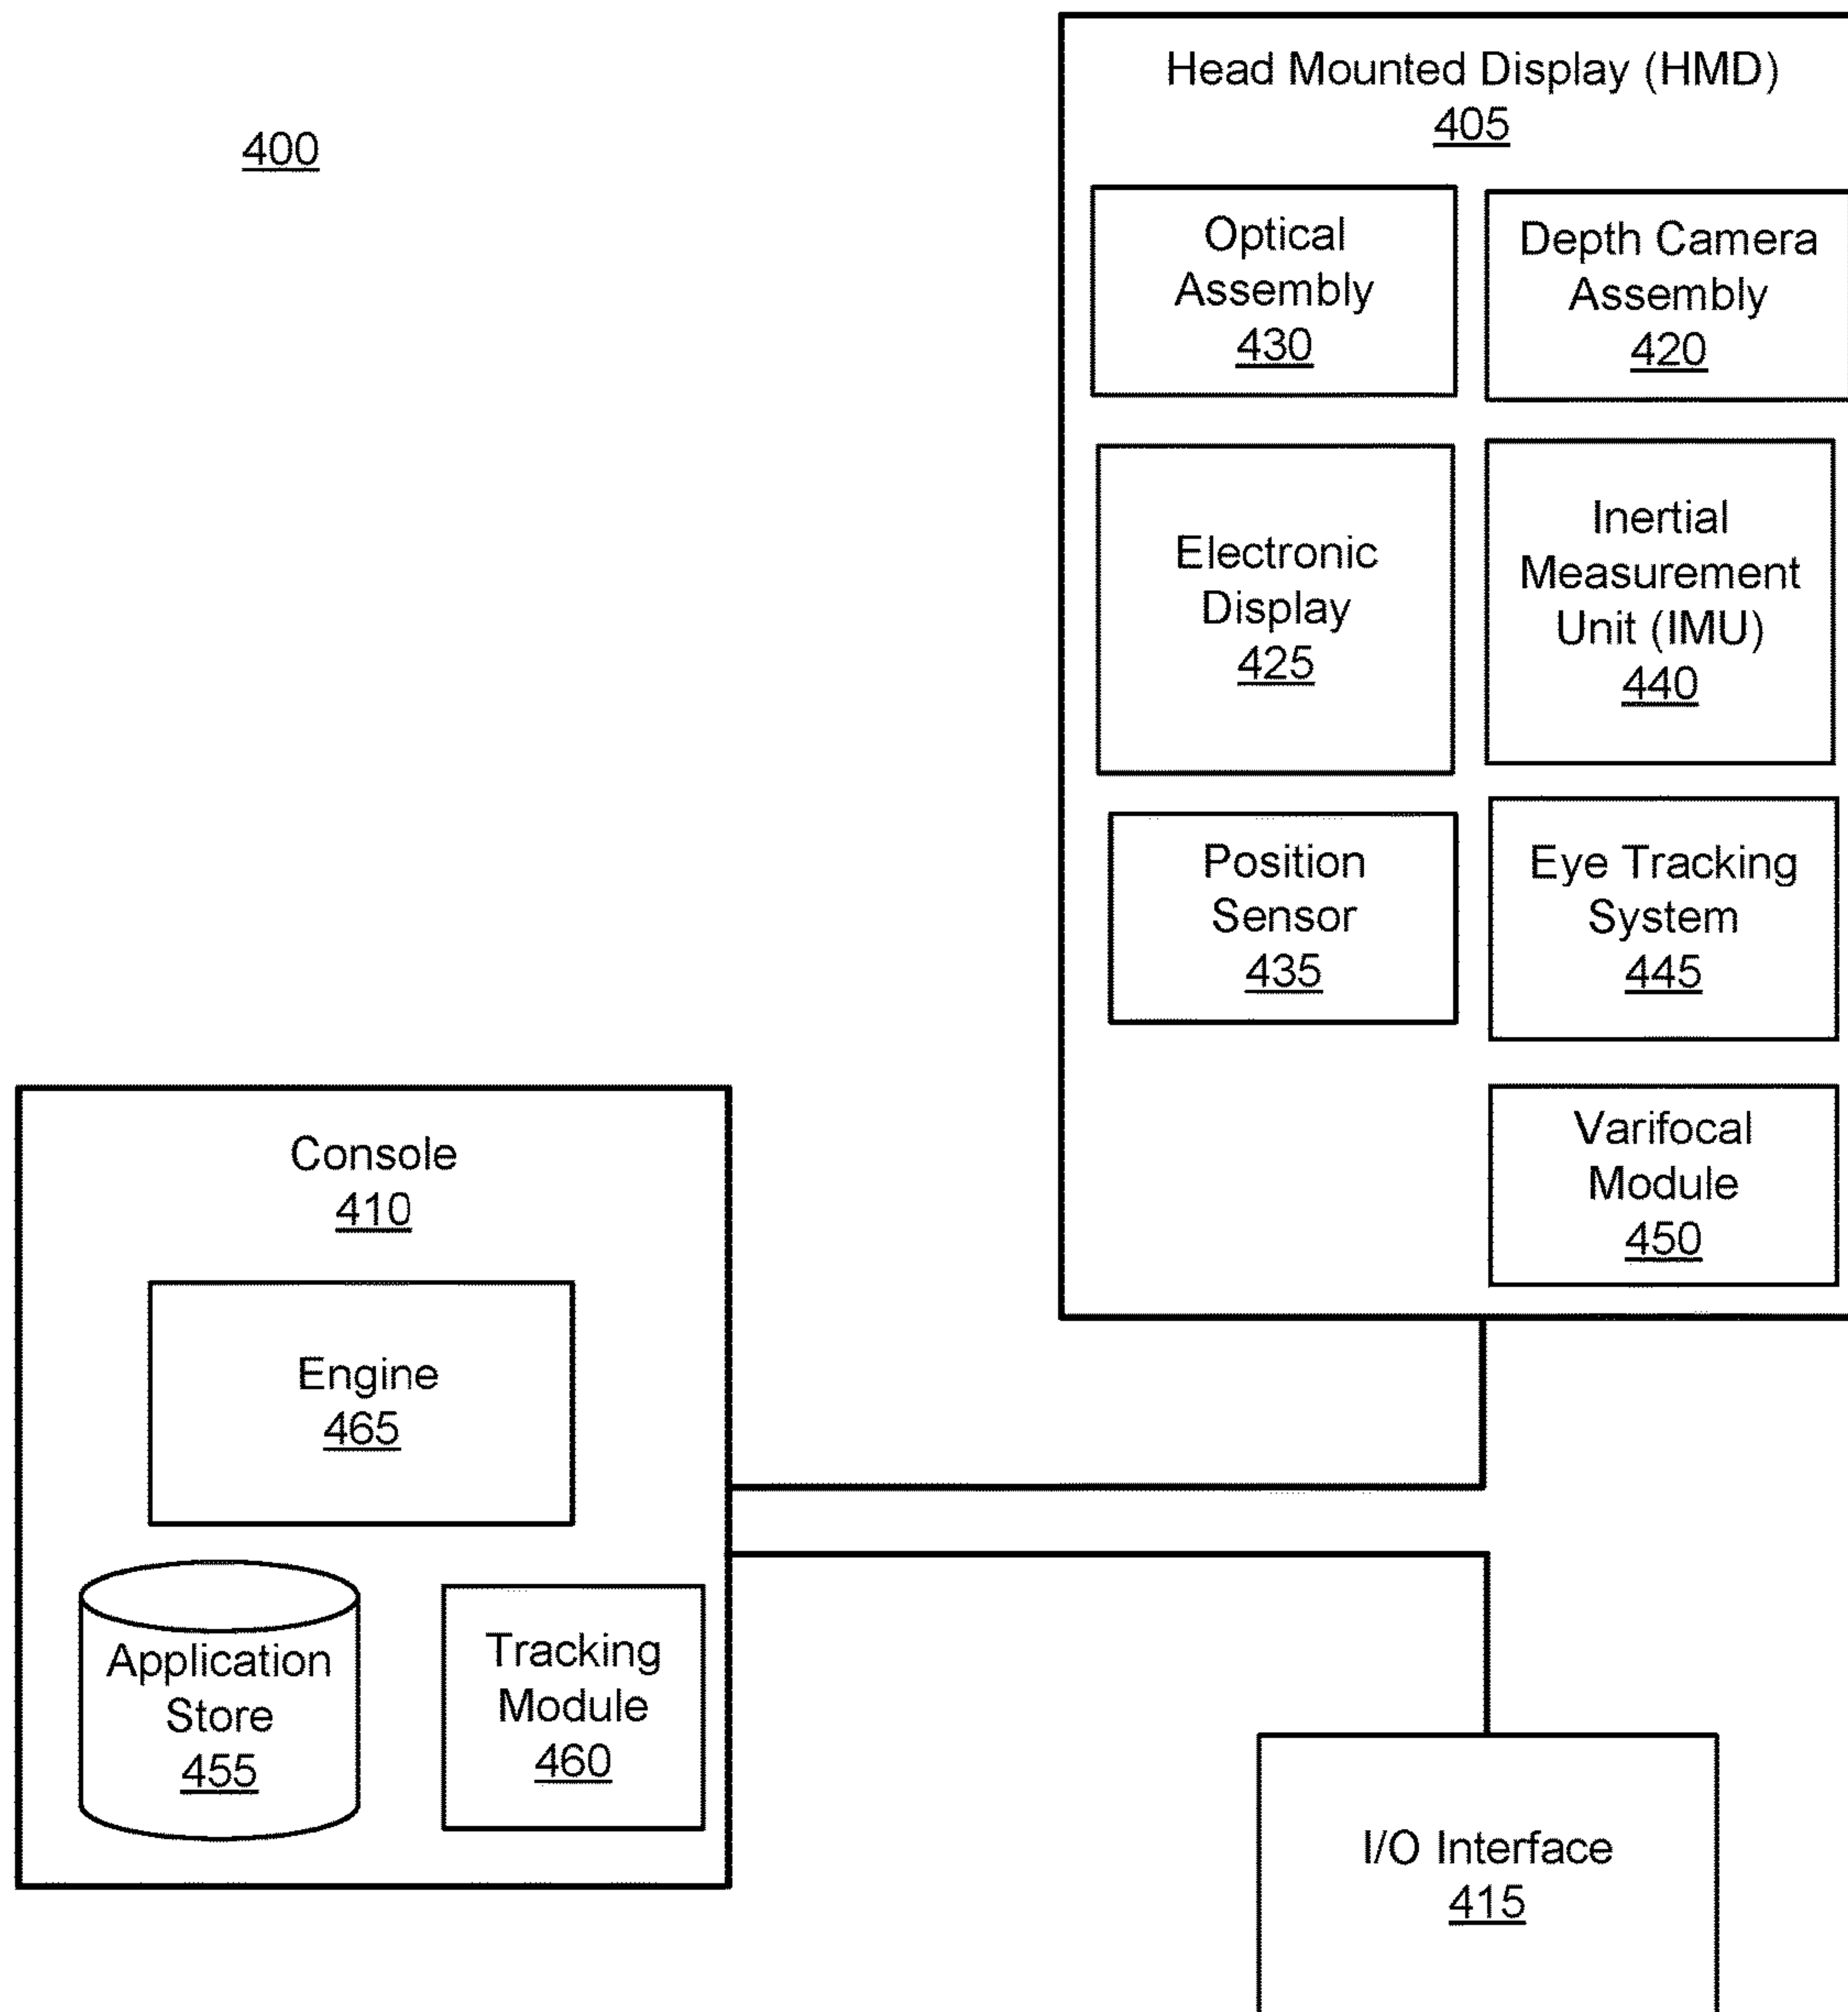 400
Head Mounted Display (HMD)
405
Optical
Assembly
430
Depth Camera
Assembly
420
Electronic
Display
425
Inertial
Measurement
Unit (IMU)
440
Position
Sensor
435
Eye Tracking
System
445
Varifocal
Module
450
Console
410
Engine
465
Application
Store
455
Tracking
Module
460
I/O Interface
415